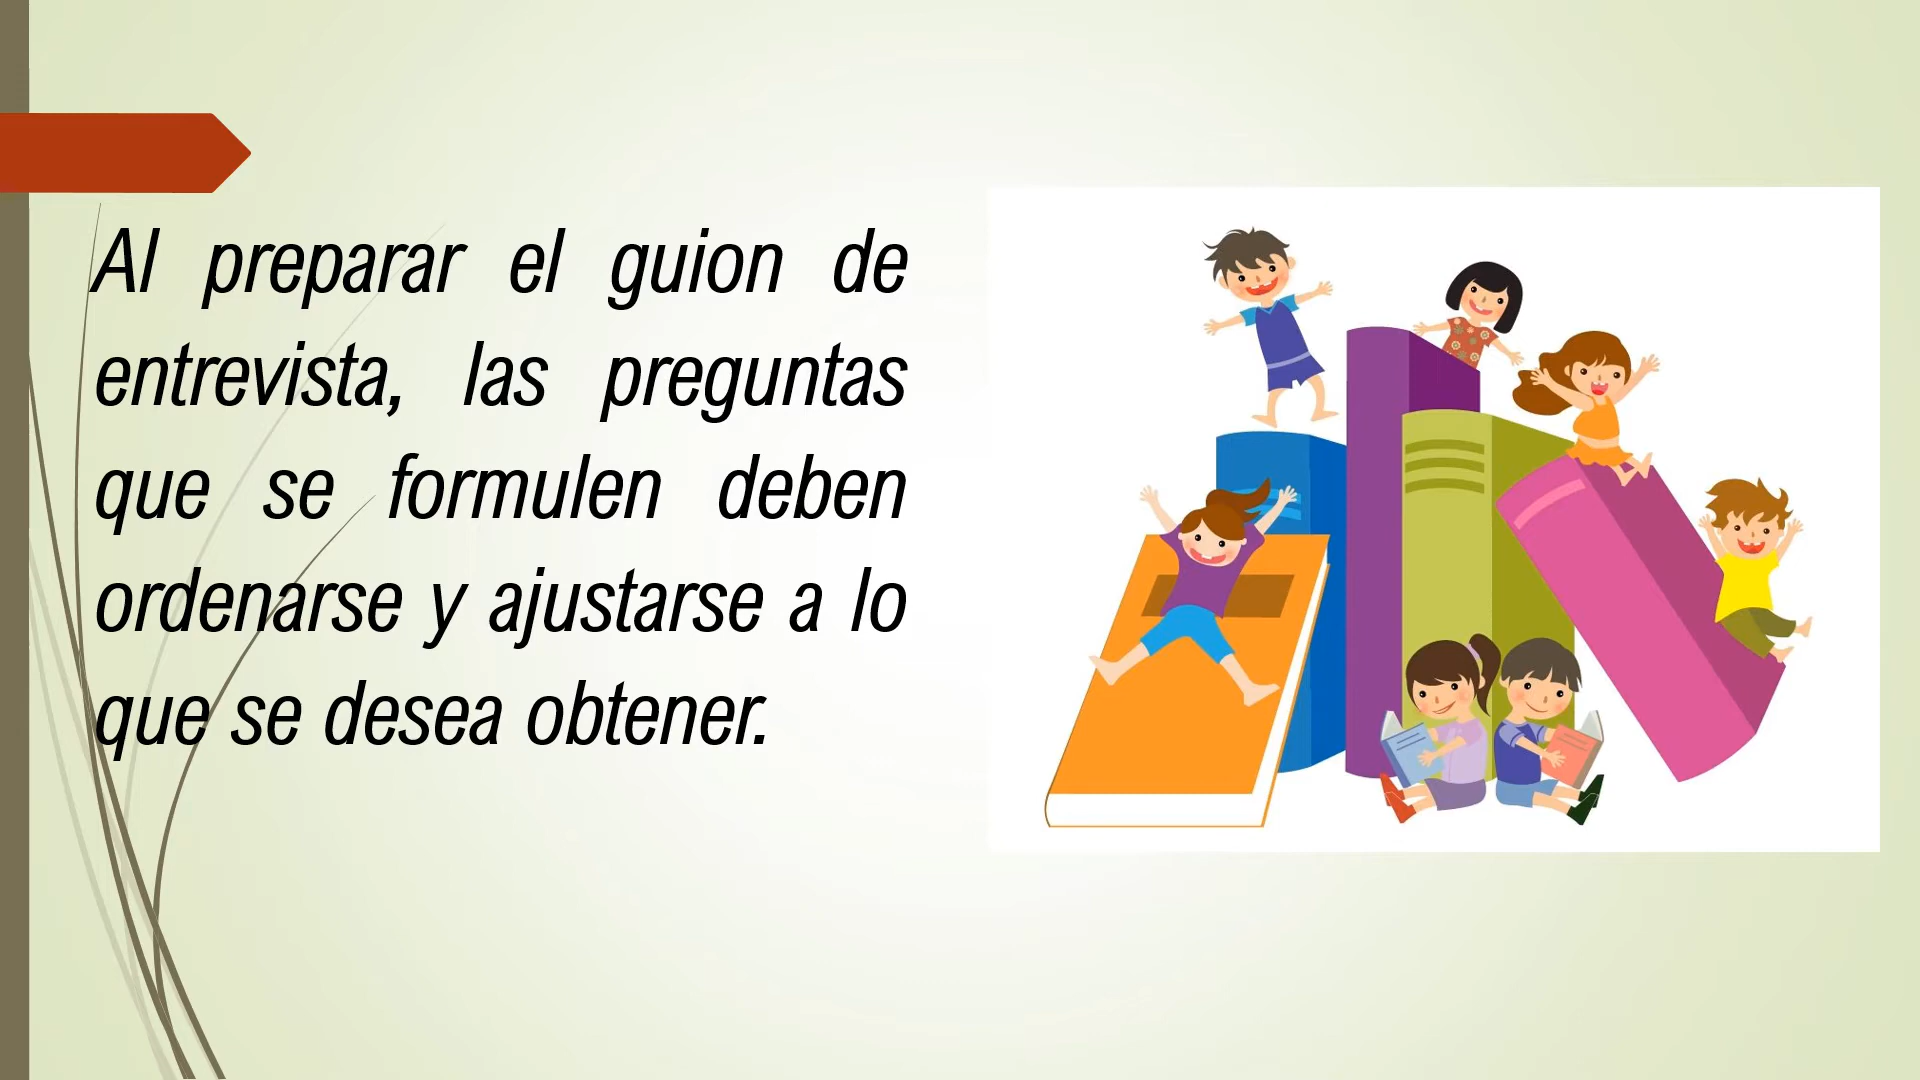 Al preparar el guion de
entrevista, las preguntas
que se formulen deben
ordenarse y ajustarse a lo
que se desea obtener.